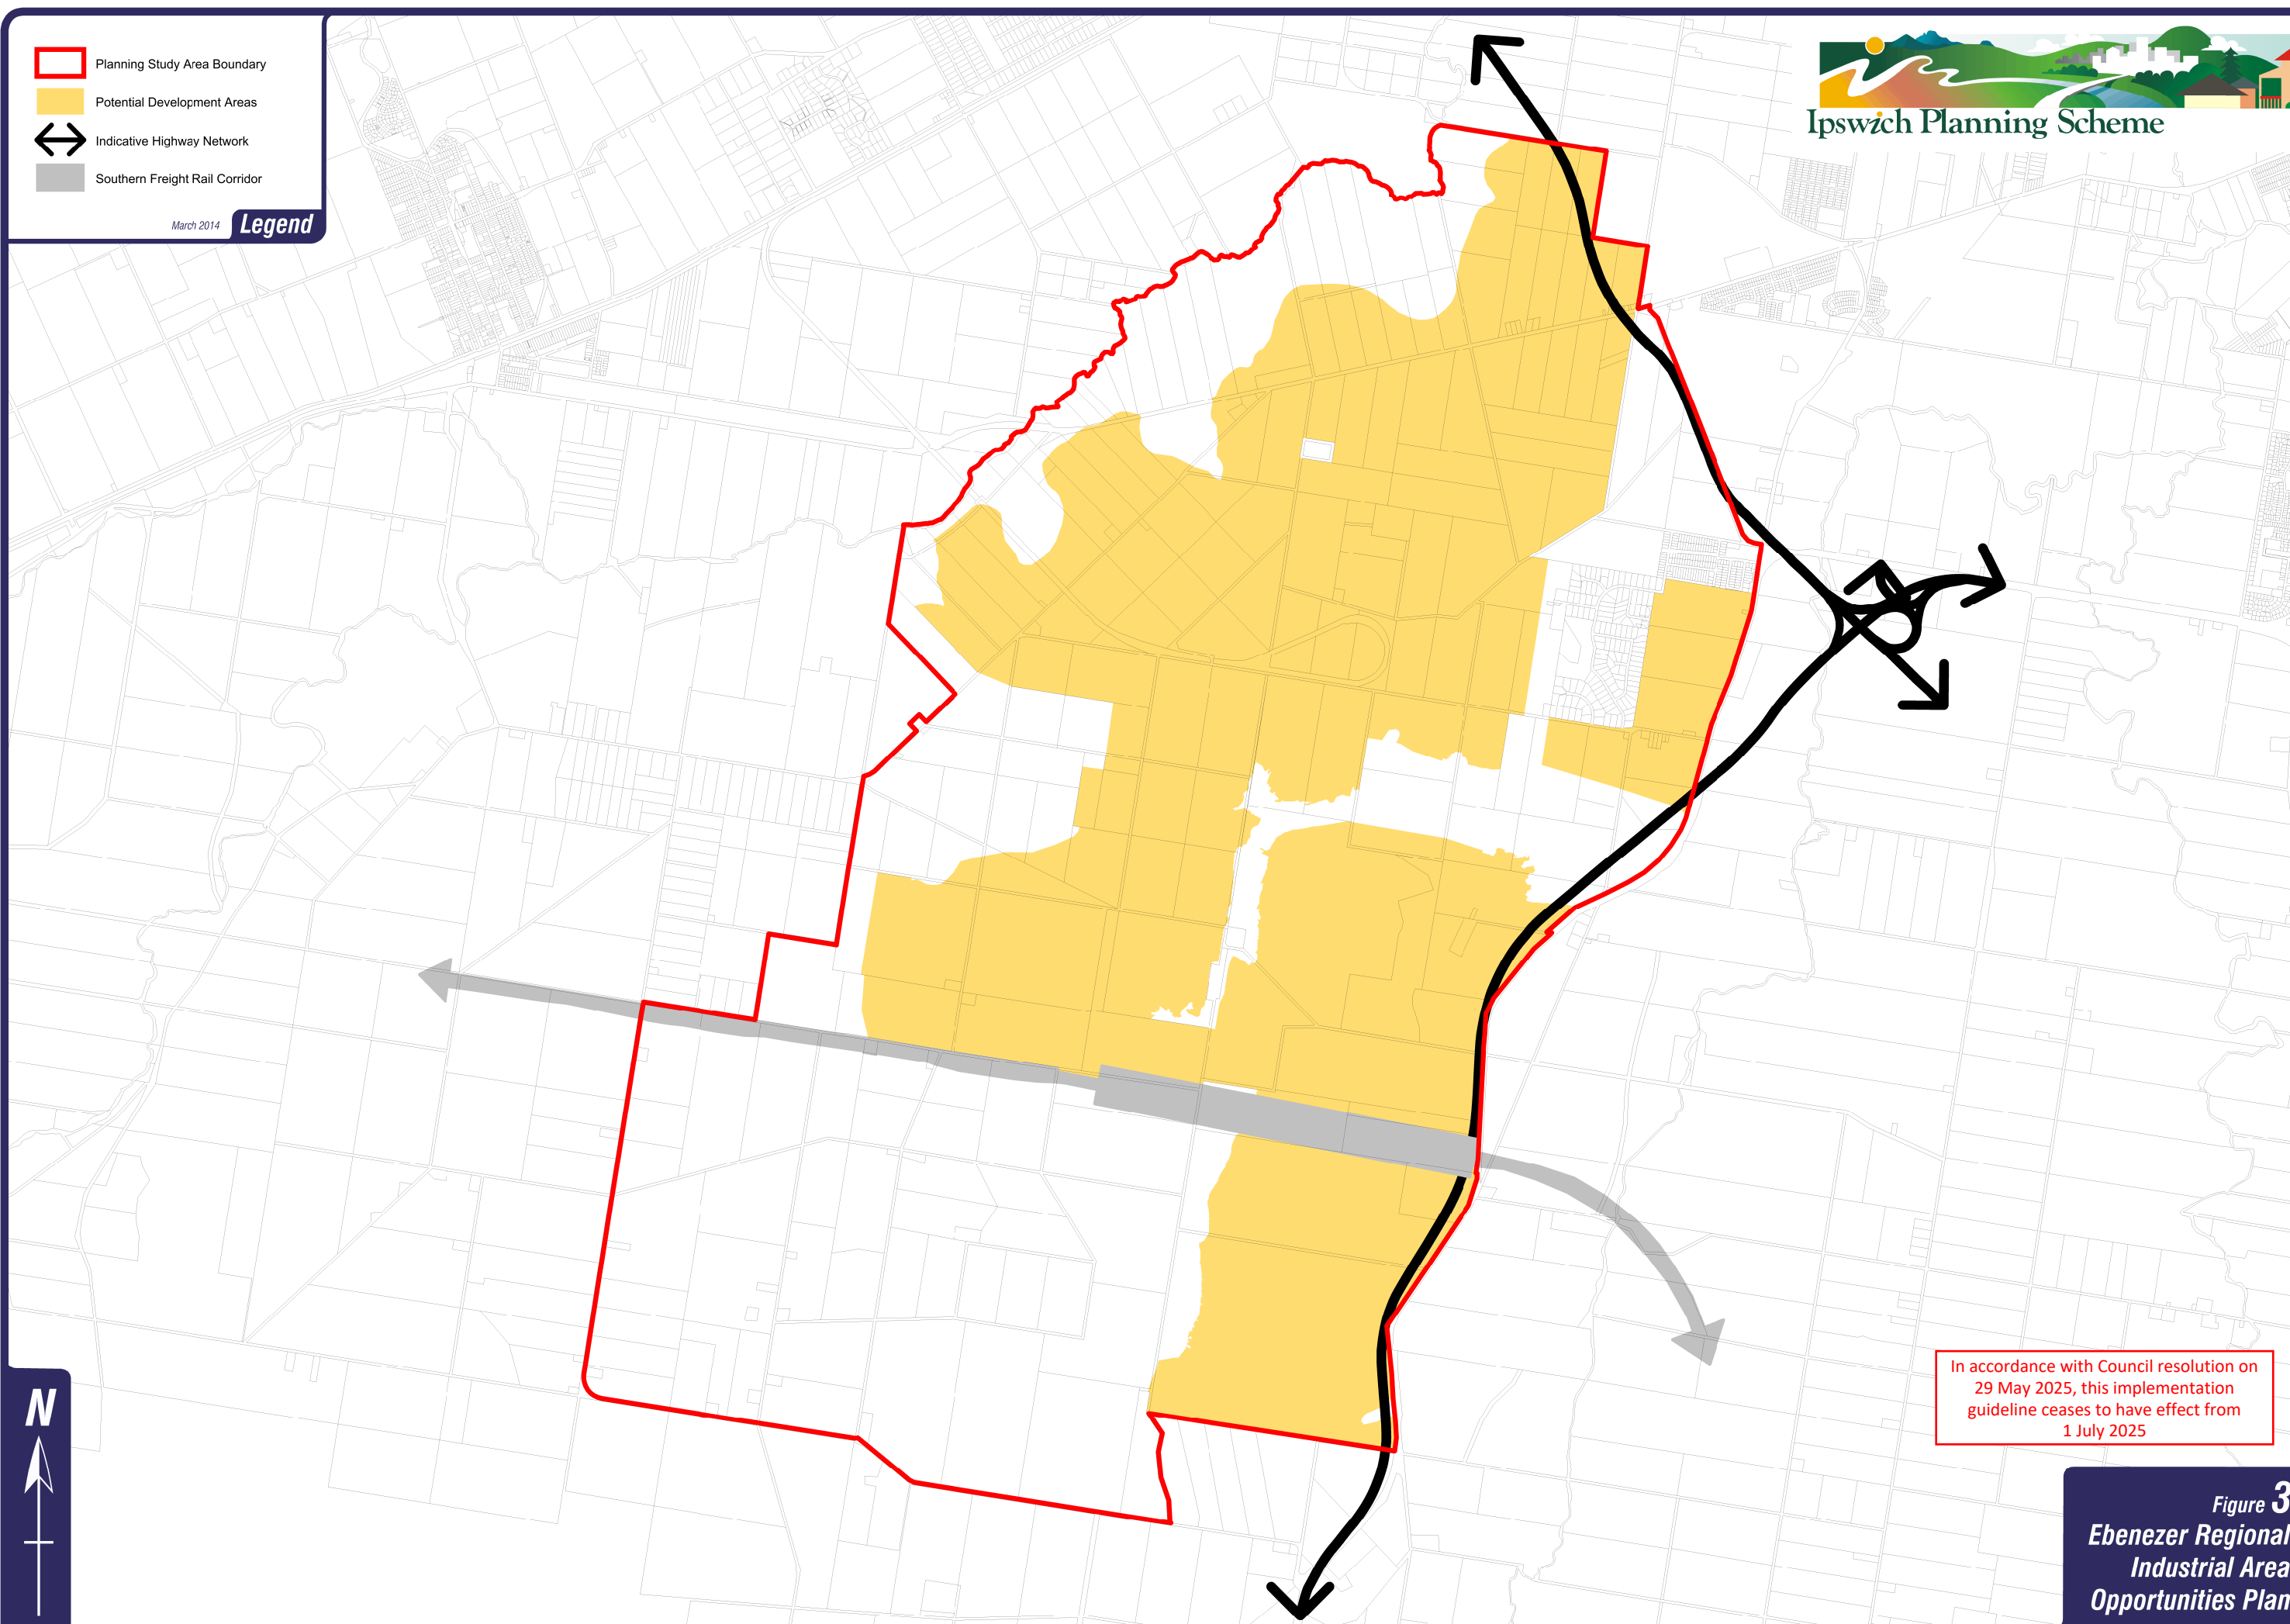 Planning Study Area Boundary
Potential Development Areas
Indicative Highway Network
Southern Freight Rail Corridor
March 2014
Legend
Ipswich Planning Scheme
In accordance with Council resolution on
29 May 2025, this implementation
guideline ceases to have effect from
1 July 2025
N
Figure 3
Ebenezer Regional
Industrial Area
Opportunities Plan